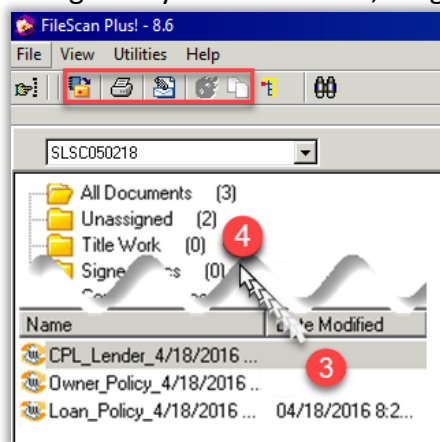 FileScan Plus! - 8.6
File View Utilities Help
SLSC050218
All Documents (3)
Unassigned (2)
Title Work (0)
4
(0)
Name Date Modified
3
CPL_Lender_4/18/2016 ...
Owner_Policy_4/18/2016 ..
Loan_Policy_4/18/2016 ... 04/18/2016 8:2...